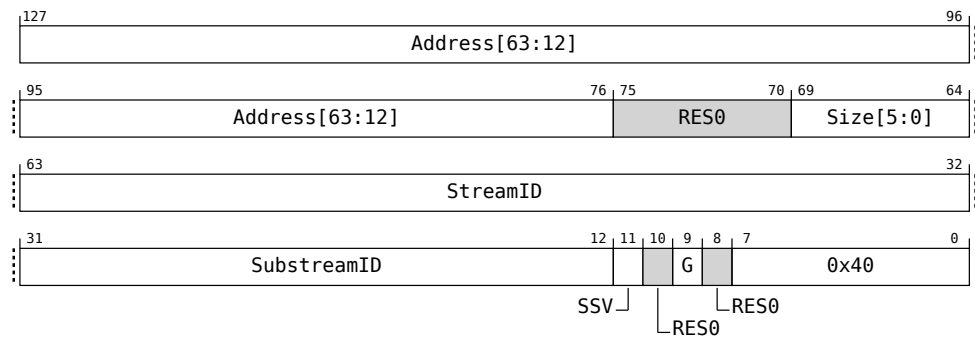 127 96
Address[63:12]
95 76 75 70 69 64
Address[63:12] RES0 Size[5:0]
63 32
StreamID
31 12 11 10 9 8 7 0
SubstreamID G 0x40
SSV RES0
RES0